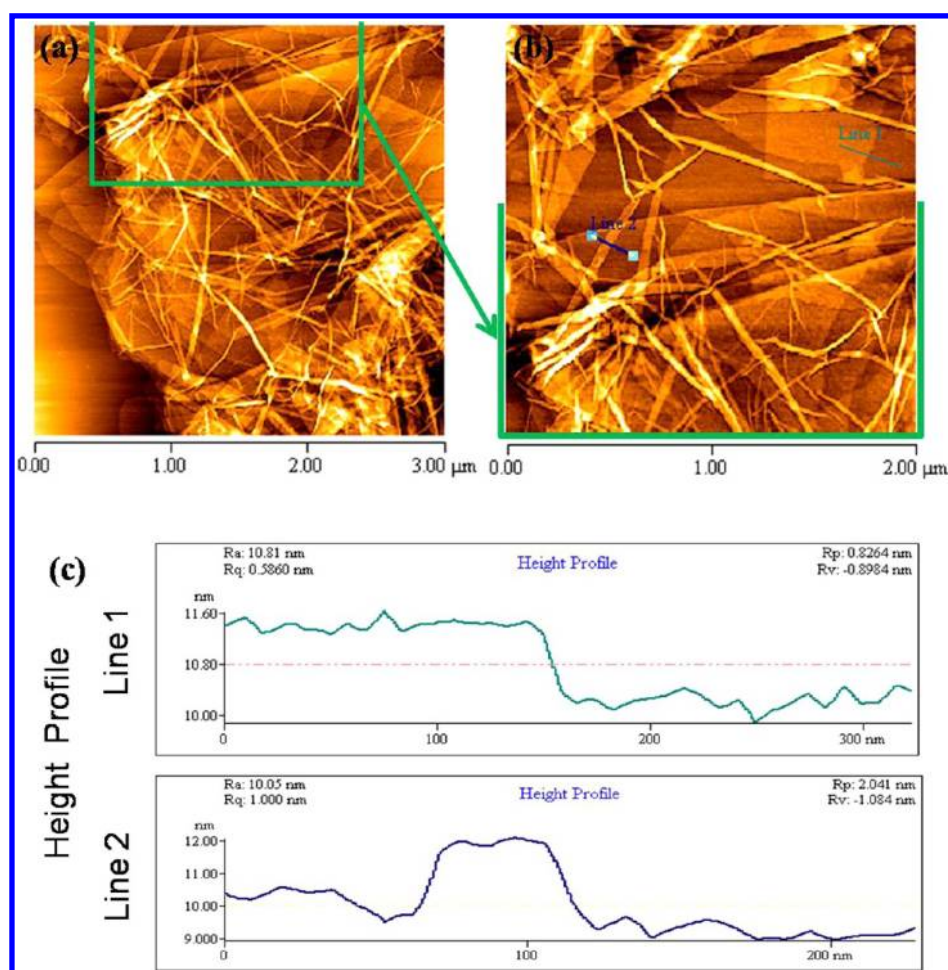 (a)
(b)
Line 1
Line 2
0.00 1.00 2.00 3.00 μm
0.00 1.00 2.00 μm
(c)
Height Profile
Line 1
Ra: 10.81 nm
Rq: 0.5860 nm
Height Profile
Rp: 0.8264 nm
Rv: -0.8984 nm
nm
11.60
10.80
10.00
0 100 200 300 nm
Line 2
Ra: 10.05 nm
Rq: 1.000 nm
Height Profile
Rp: 2.041 nm
Rv: -1.084 nm
nm
12.00
11.00
10.00
9.000
0 100 200 nm